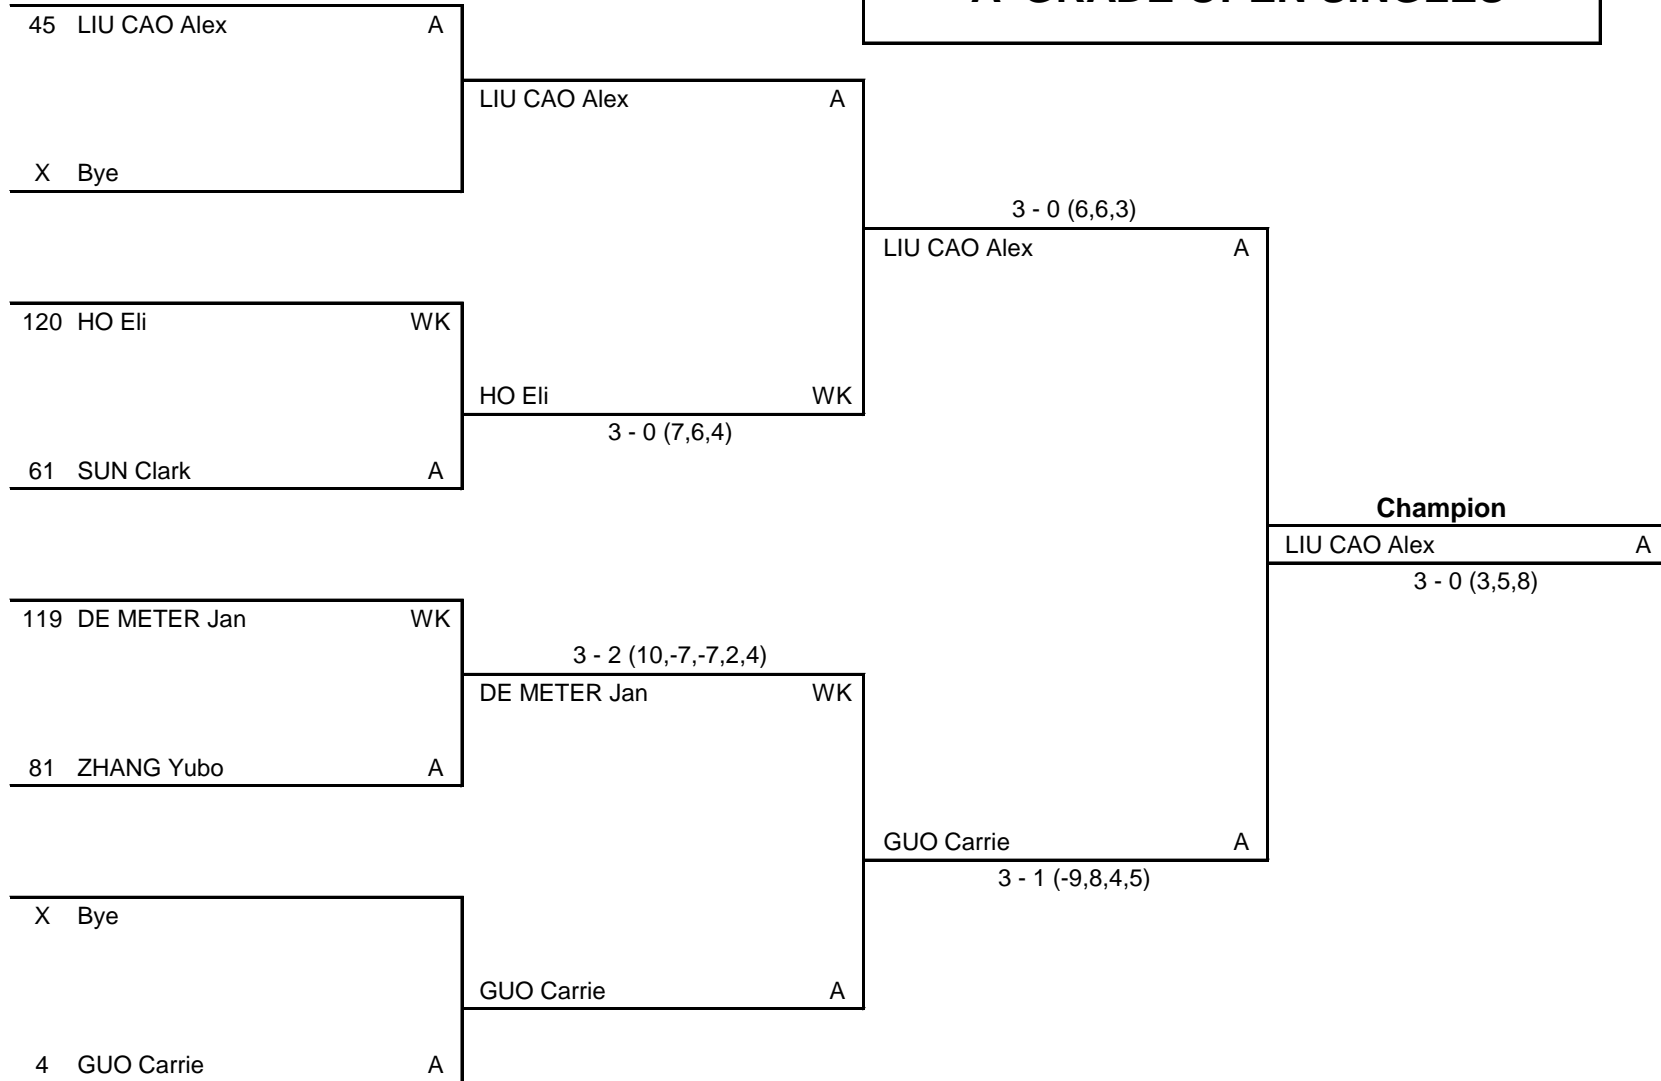 A GRADE OPEN SINGLES
45 LIU CAO Alex A
LIU CAO Alex A
X Bye
3 - 0 (6,6,3)
LIU CAO Alex A
120 HO Eli WK
HO Eli WK
3 - 0 (7,6,4)
61 SUN Clark A
Champion
LIU CAO Alex A
3 - 0 (3,5,8)
119 DE METER Jan WK
3 - 2 (10,-7,-7,2,4)
DE METER Jan WK
81 ZHANG Yubo A
GUO Carrie A
3 - 1 (-9,8,4,5)
X Bye
GUO Carrie A
4 GUO Carrie A